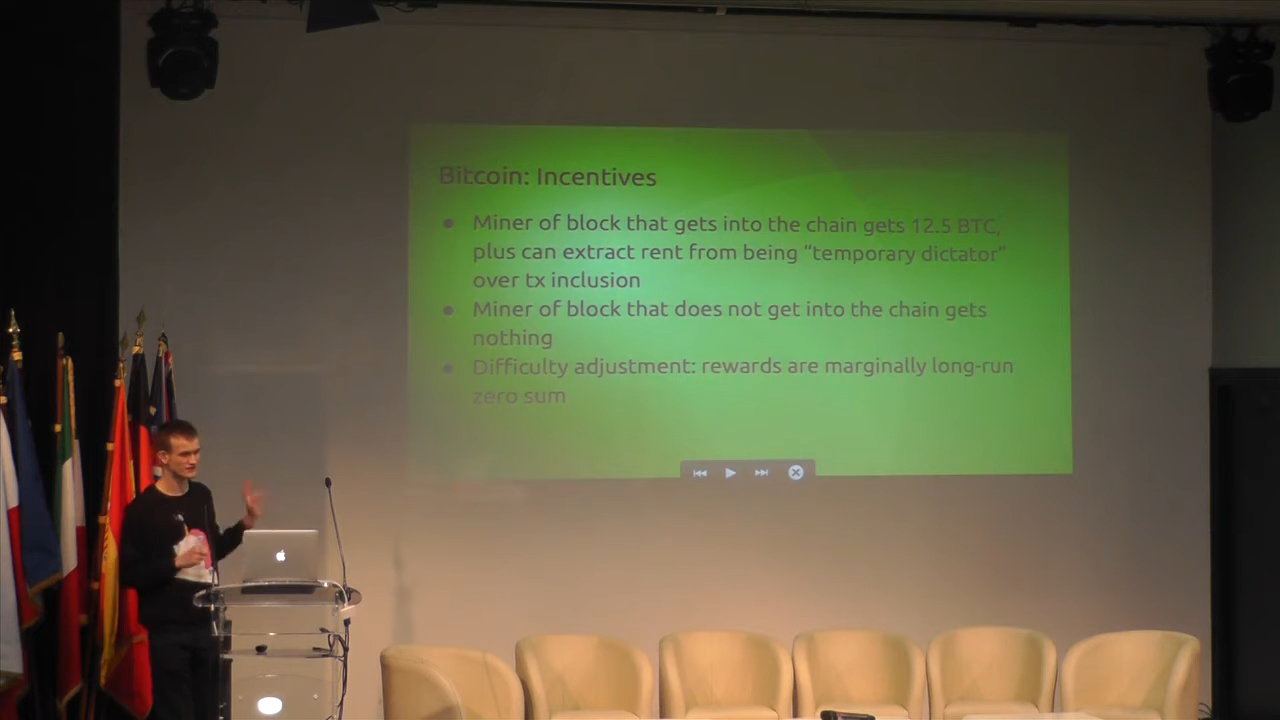 Bitcoin: Incentives
● Miner of block that gets into the chain gets 12.5 BTC,
plus can extract rent from being "temporary dictator"
over tx inclusion
● Miner of block that does not get into the chain gets
nothing
● Difficulty adjustment: rewards are marginally long-run
zero sum